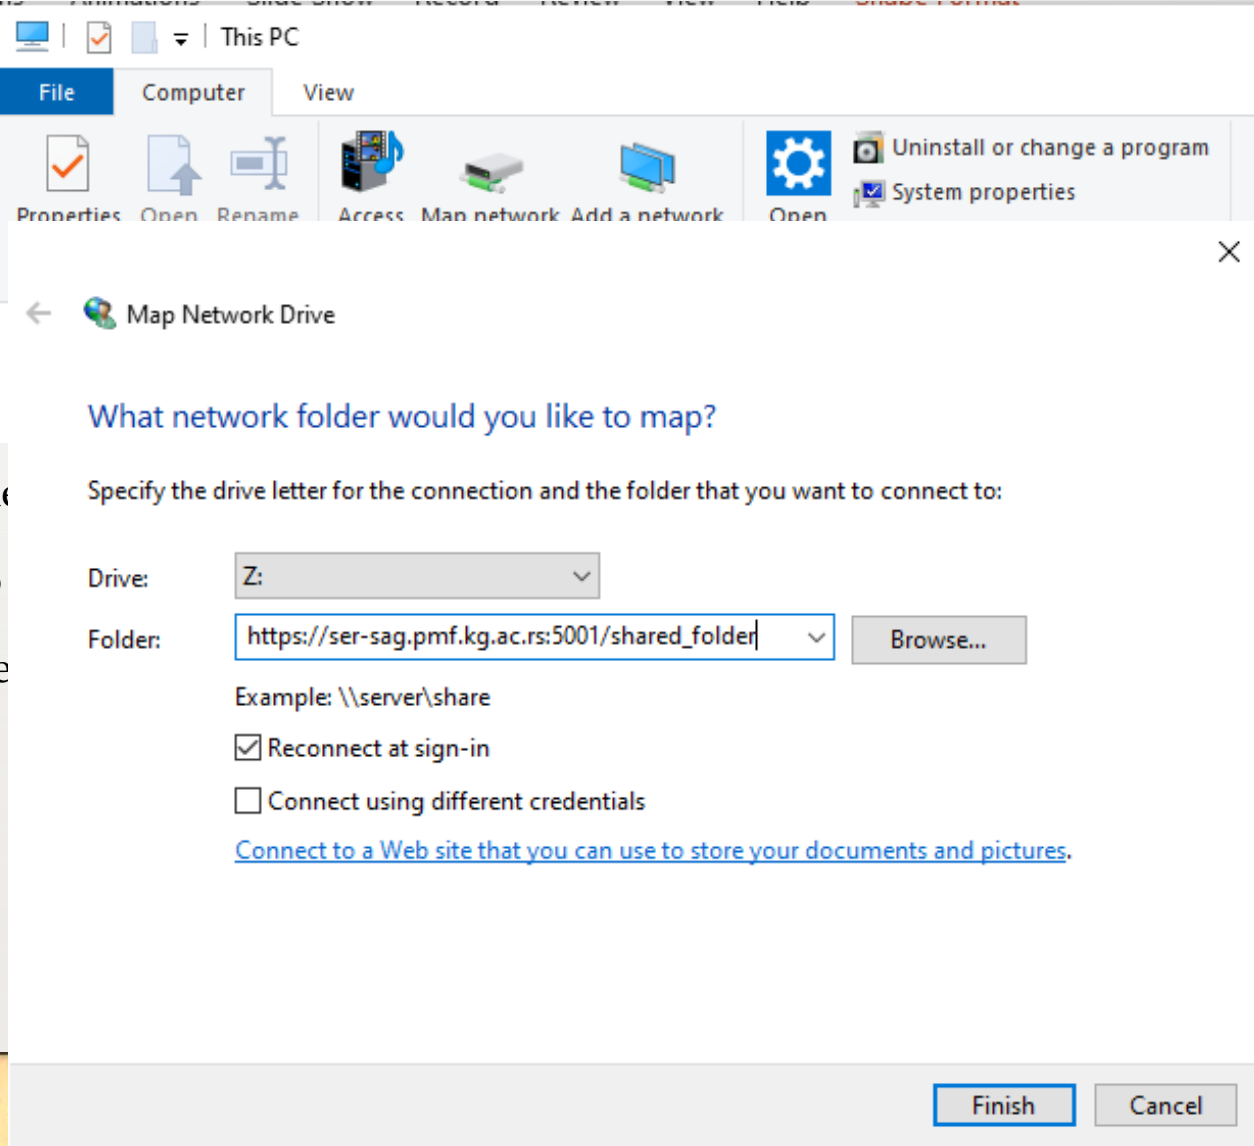 This PC
File Computer View
Uninstall or change a program
System properties
Properties Open Rename Access Map network Add a network Open
Map Network Drive
What network folder would you like to map?
Specify the drive letter for the connection and the folder that you want to connect to:
Drive: Z:
Folder: https://ser-sag.pmf.kg.ac.rs:5001/shared_folder Browse...
Example: \\server\share
Reconnect at sign-in
Connect using different credentials
Connect to a Web site that you can use to store your documents and pictures.
Finish Cancel